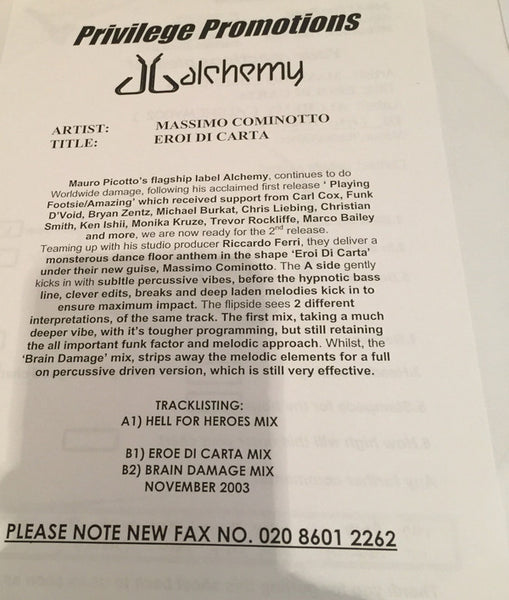 Privilege Promotions
alchemy
ARTIST: MASSIMO COMINOTTO
TITLE: EROI DI CARTA
Mauro Picotto's flagship label Alchemy, continues to do
Worldwide damage, following his acclaimed first release ' Playing
Footsie/Amazing' which received support from Carl Cox, Funk
D'Void, Bryan Zentz, Michael Burkat, Chris Liebing, Christian
Smith, Ken Ishii, Monika Kruze, Trevor Rockliffe, Marco Bailey
and more, we are now ready for the 2nd release.
Teaming up with his studio producer Riccardo Ferri, they deliver a
monsterous dance floor anthem in the shape 'Eroi Di Carta'
under their new guise, Massimo Cominotto. The A side gently
kicks in with subltle percussive vibes, before the hypnotic bass
line, clever edits, breaks and deep laden melodies kick in to
ensure maximum impact. The flipside sees 2 different
interpretations, of the same track. The first mix, taking a much
deeper vibe, with it's tougher programming, but still retaining
the all important funk factor and melodic approach. Whilst, the
'Brain Damage' mix, strips away the melodic elements for a full
on percussive driven version, which is still very effective.
TRACKLISTING:
A1) HELL FOR HEROES MIX
B1) EROE DI CARTA MIX
B2) BRAIN DAMAGE MIX
NOVEMBER 2003
PLEASE NOTE NEW FAX NO. 020 8601 2262